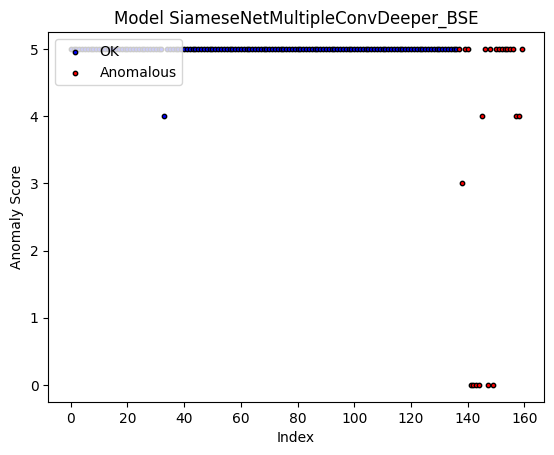 Model SiameseNetMultipleConvDeeper_BSE
OK
Anomalous
Anomaly Score
5
4
3
2
1
0
0 20 40 60 80 100 120 140 160
Index